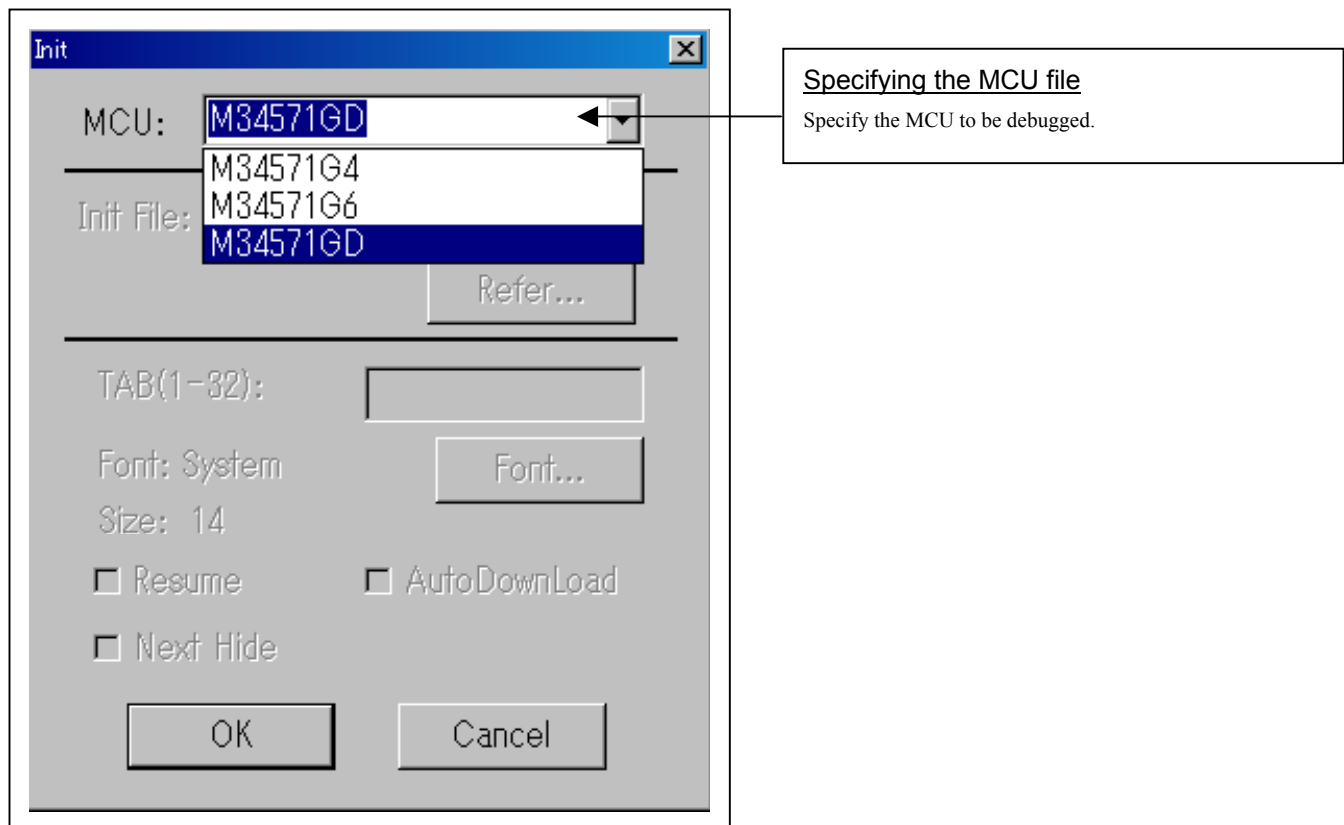 Init
MCU:
M34571GD
M34571G4
M34571G6
M34571GD
Init File:
Refer...
TAB(1-32):
Font: System
Font...
Size: 14
Resume
AutoDownLoad
Next Hide
OK
Cancel
Specifying the MCU file
Specify the MCU to be debugged.